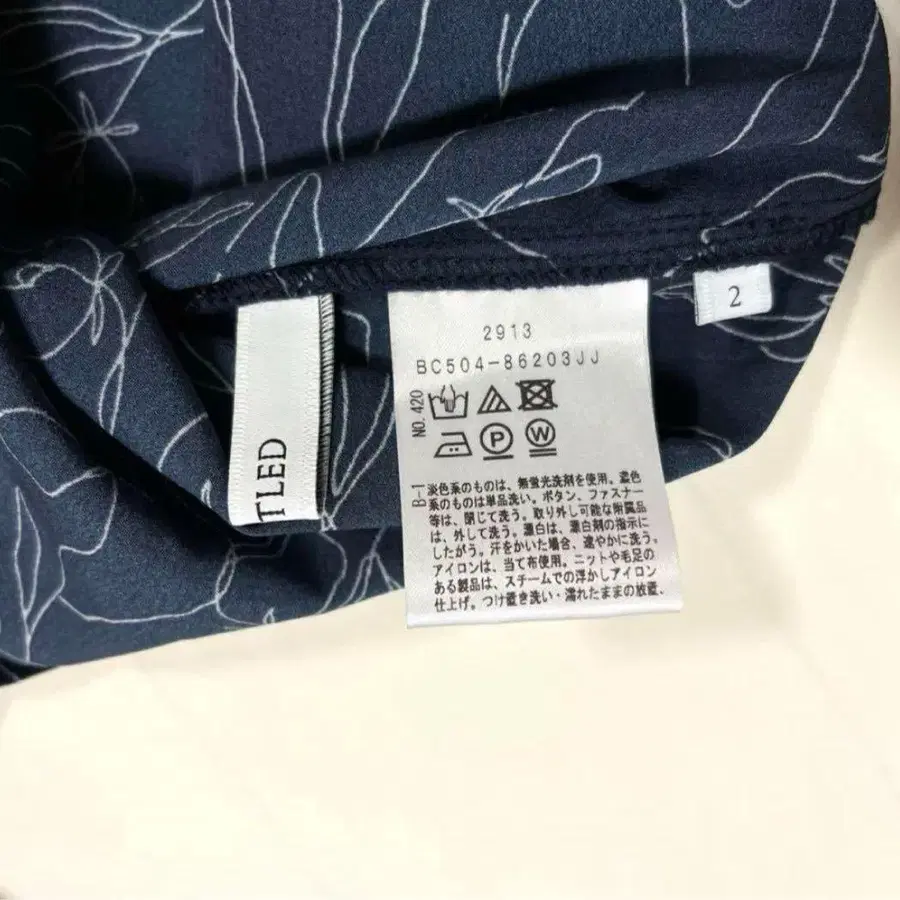 2913
BC504-86203JJ
NO.420
P
W
B-1
淡色系のものは、無蛍光洗剤を使用。濃色
系のものは単品洗い。ボタン、ファスナー
等は、閉じて洗う。取り外し可能な附属品
は、外して洗う。漂白は、漂白剤の指示に
したがう。汗をかいた場合、速やかに洗う。
アイロンは、当て布使用。ニットや毛足の
ある製品は、スチームでの浮かしアイロン
仕上げ。つけ置き洗い・濡れたままの放置、
TLED
2